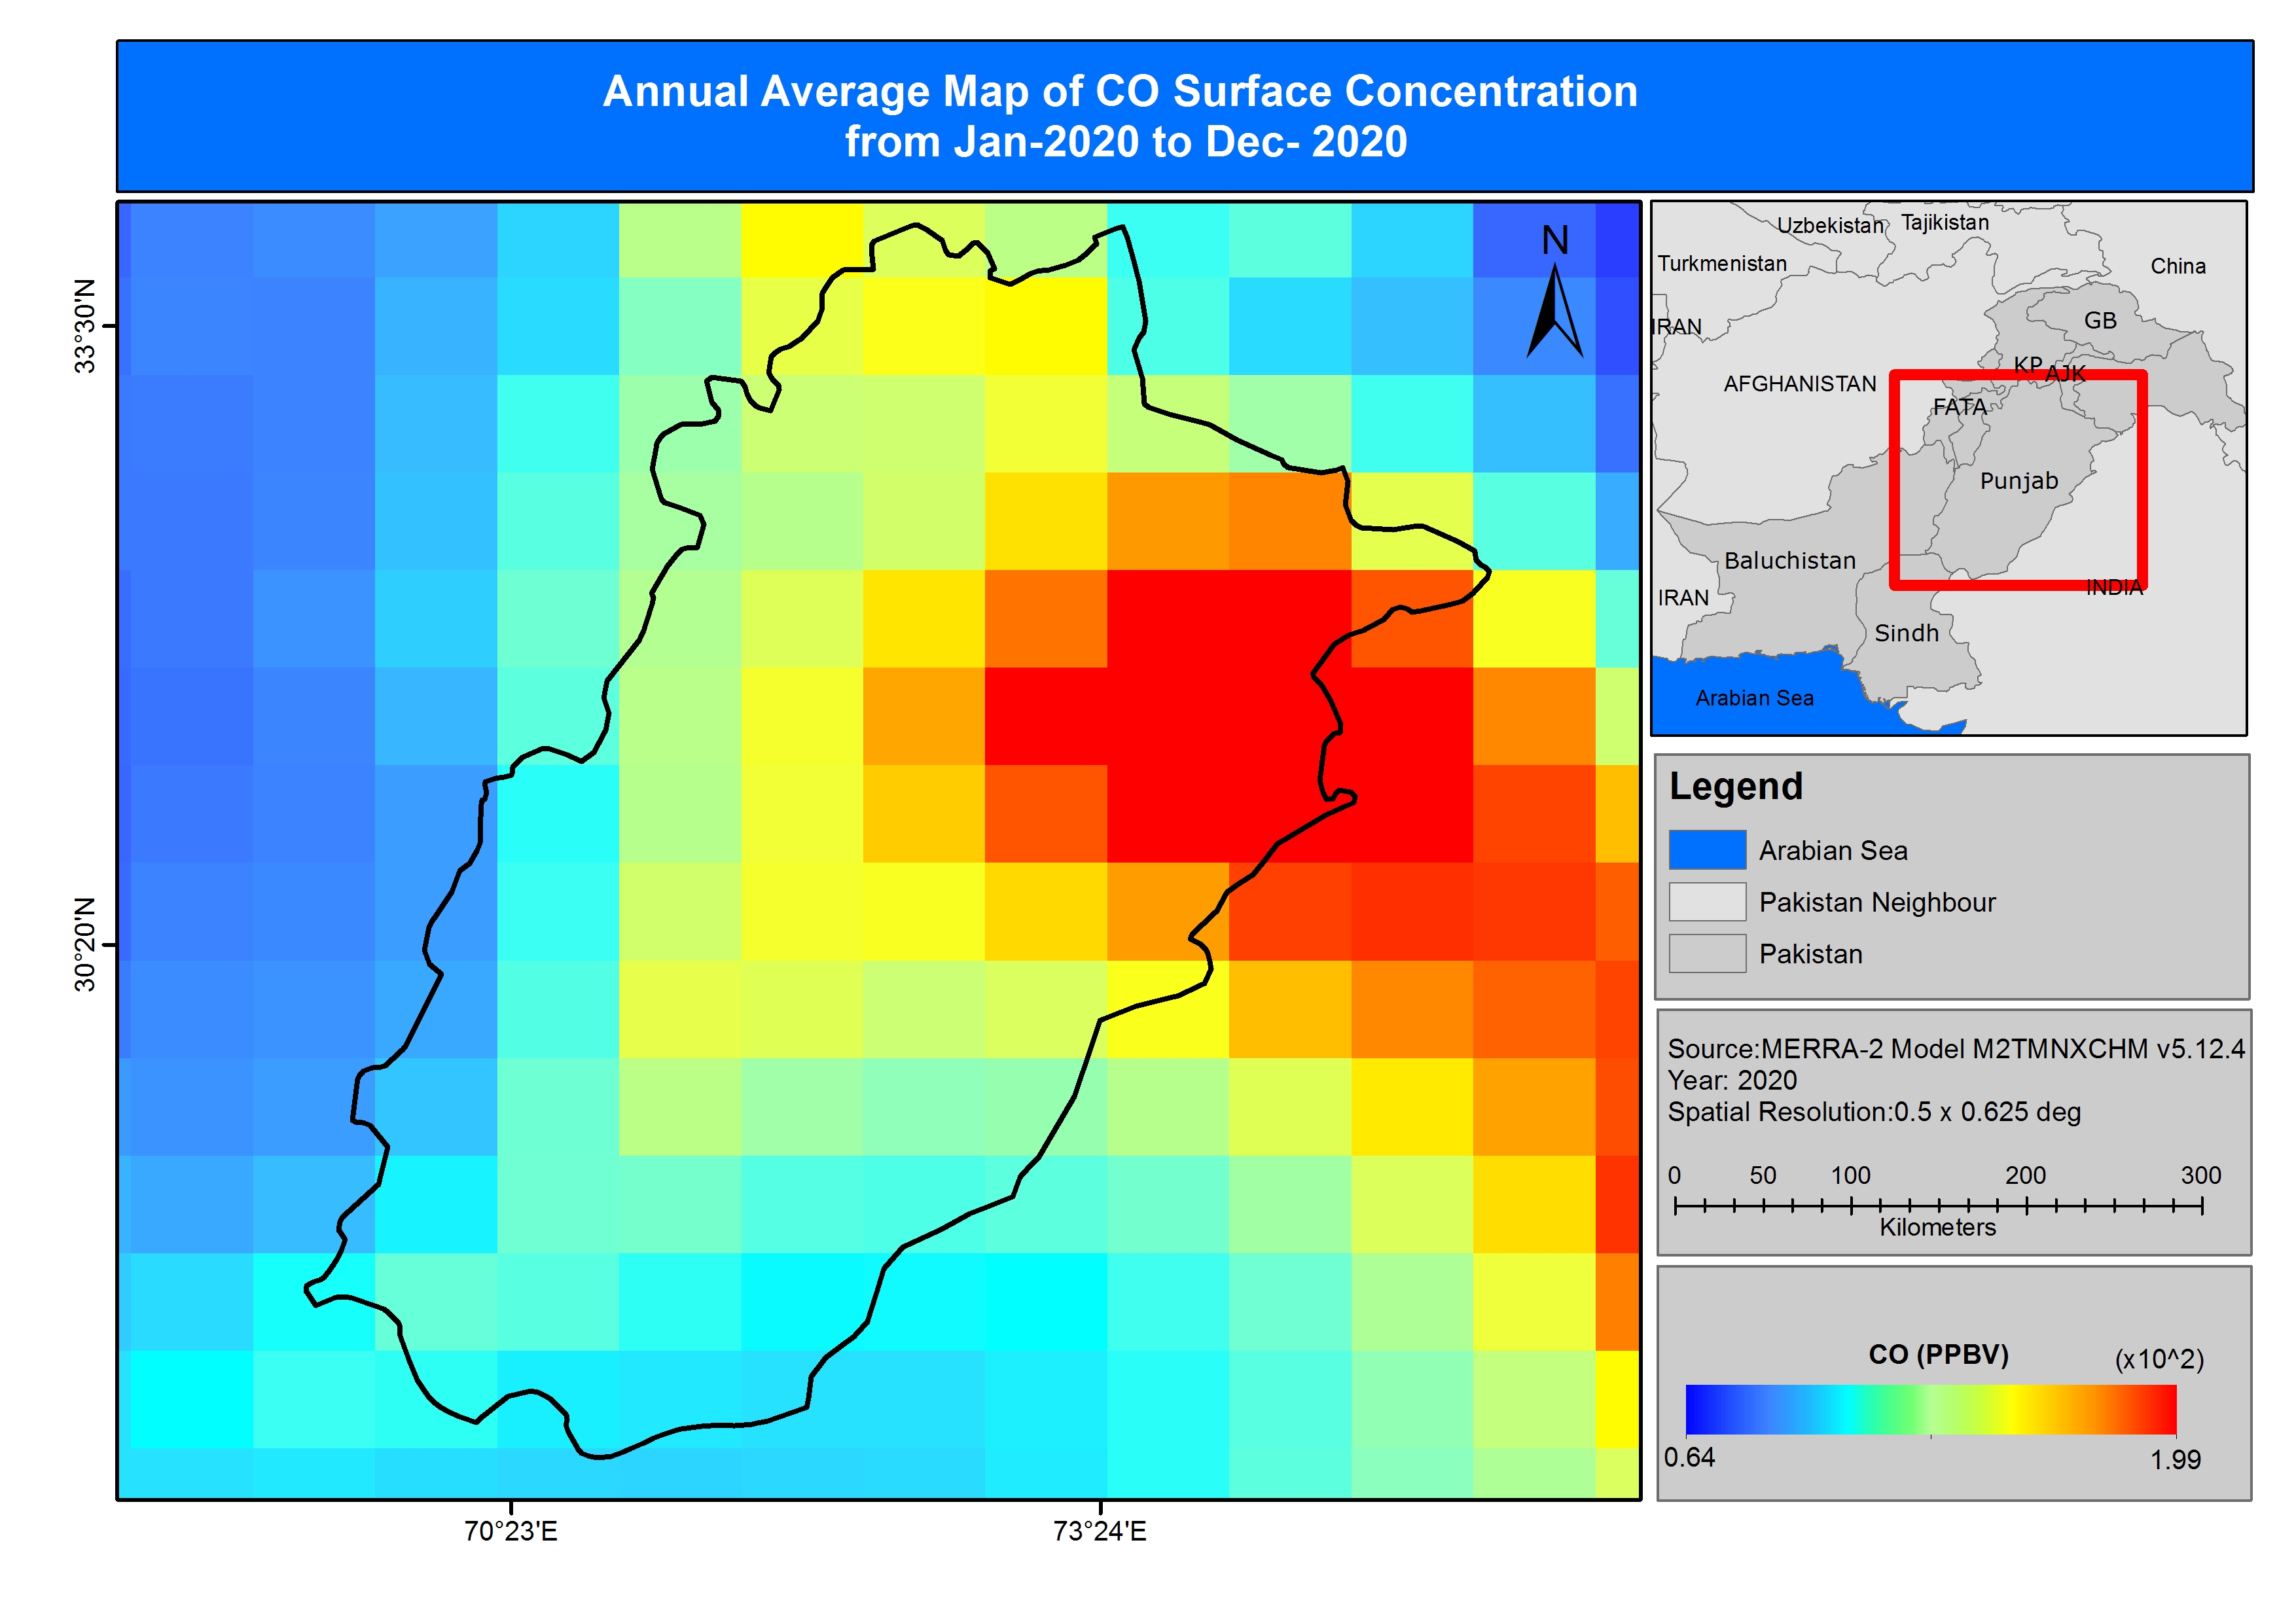 Annual Average Map of CO Surface Concentration
from Jan-2020 to Dec- 2020
N
33°30'N
30°20'N
70°23'E
73°24'E
Uzbekistan
Tajikistan
Turkmenistan
China
IRAN
GB
KP
AJK
AFGHANISTAN
FATA
Punjab
Baluchistan
IRAN
INDIA
Sindh
Arabian Sea
Legend
Arabian Sea
Pakistan Neighbour
Pakistan
Source:MERRA-2 Model M2TMNXCHM v5.12.4
Year: 2020
Spatial Resolution:0.5 x 0.625 deg
0 50 100 200 300
Kilometers
CO (PPBV) (x10^2)
0.64 1.99